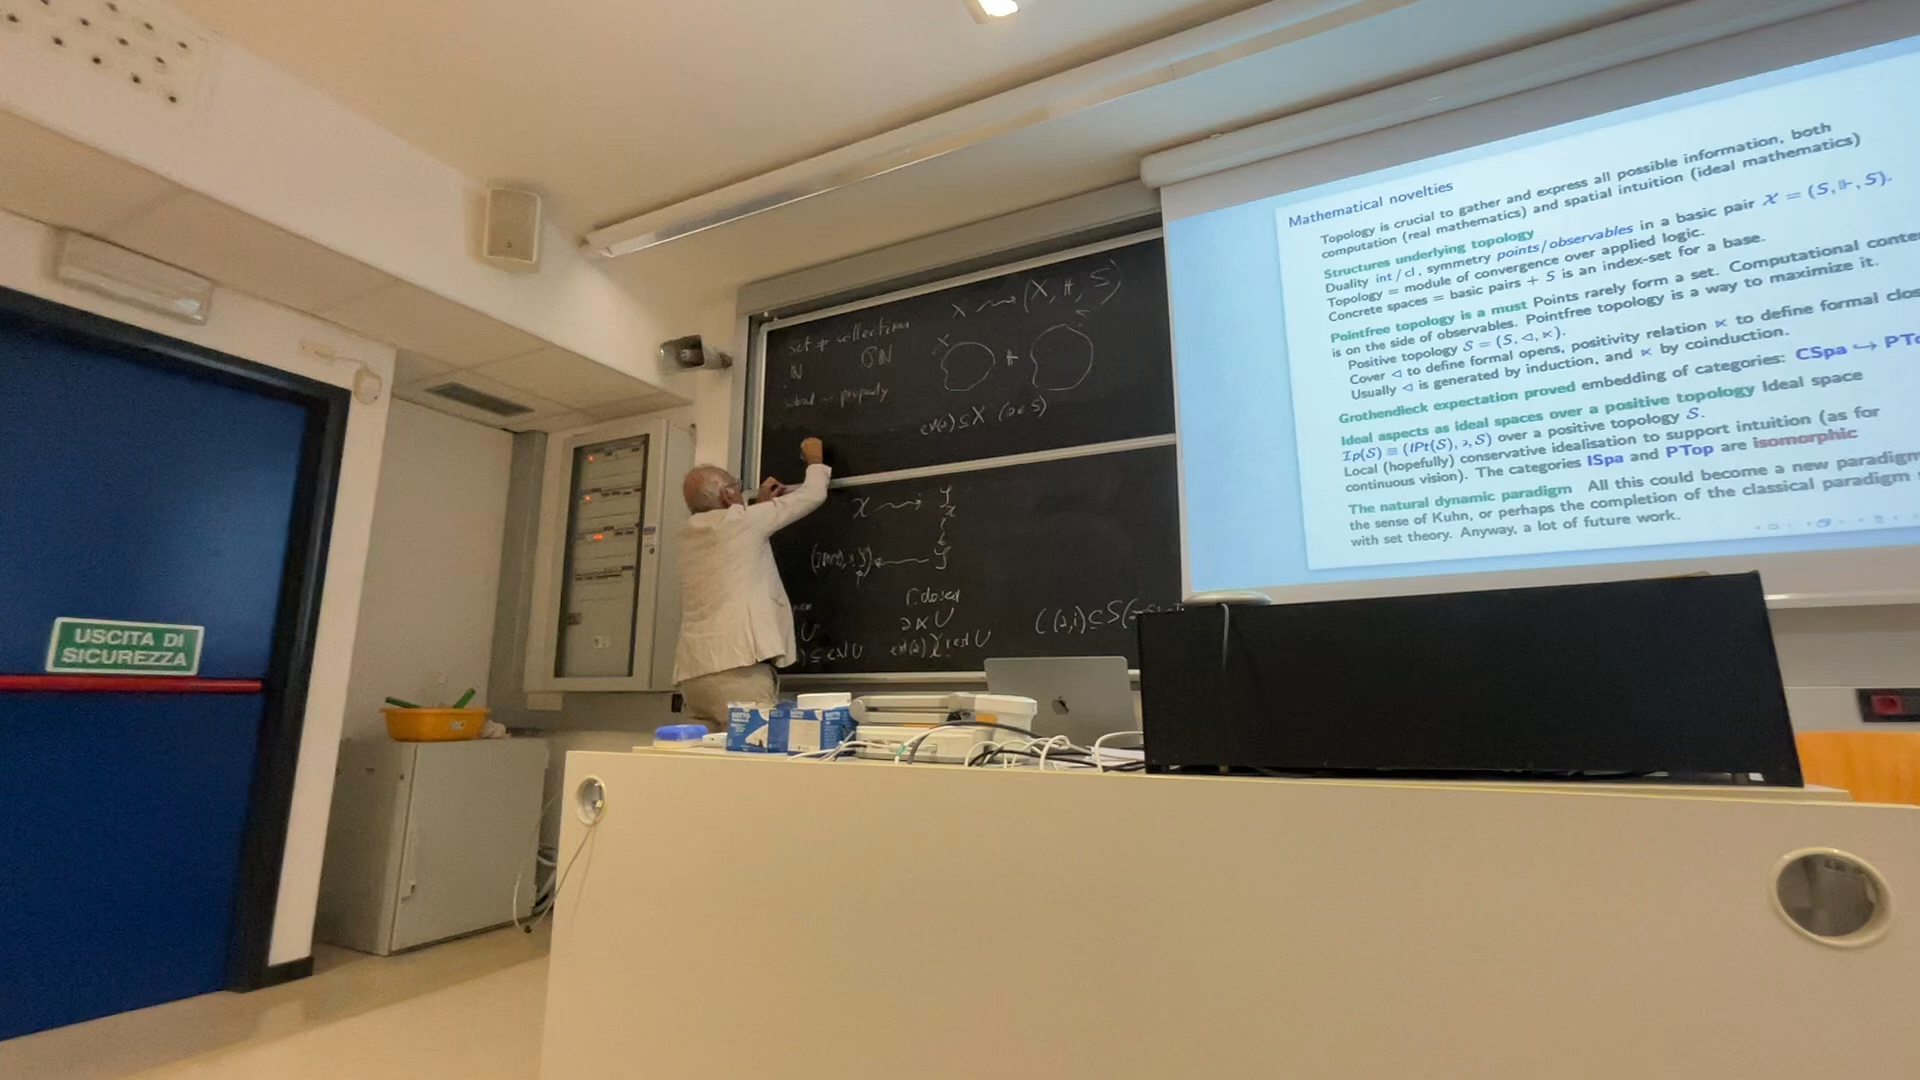 USCITA DI
SICUREZZA
set ≠ collection
N
subset = property
X ⇝ (X, ⊩, S)
X
⊩
ext(a) ⊆ X (a ∈ S)
closed
a ⋉ U
⊆ ext U
Mathematical novelties
Topology is crucial to gather and express all possible information, both
computation (real mathematics) and spatial intuition (ideal mathematics)
Structures underlying topology
Duality int / cl, symmetry points/observables in a basic pair X = (S, ⊩, S).
Topology = module of convergence over applied logic.
Concrete spaces = basic pairs + S is an index-set for a base.
Pointfree topology is a must Points rarely form a set. Computational conte
is on the side of observables. Pointfree topology is a way to maximize it.
Positive topology S = (S, ◁, ⋉).
Cover ◁ to define formal opens, positivity relation ⋉ to define formal clos
Usually ◁ is generated by induction, and ⋉ by coinduction.
Grothendieck expectation proved embedding of categories: CSpa ↪ PTo
Ideal aspects as ideal spaces over a positive topology Ideal space
Ip(S) ≡ (IPt(S), ∍, S) over a positive topology S.
Local (hopefully) conservative idealisation to support intuition (as for
continuous vision). The categories ISpa and PTop are isomorphic
The natural dynamic paradigm All this could become a new paradigm
the sense of Kuhn, or perhaps the completion of the classical paradigm
with set theory. Anyway, a lot of future work.